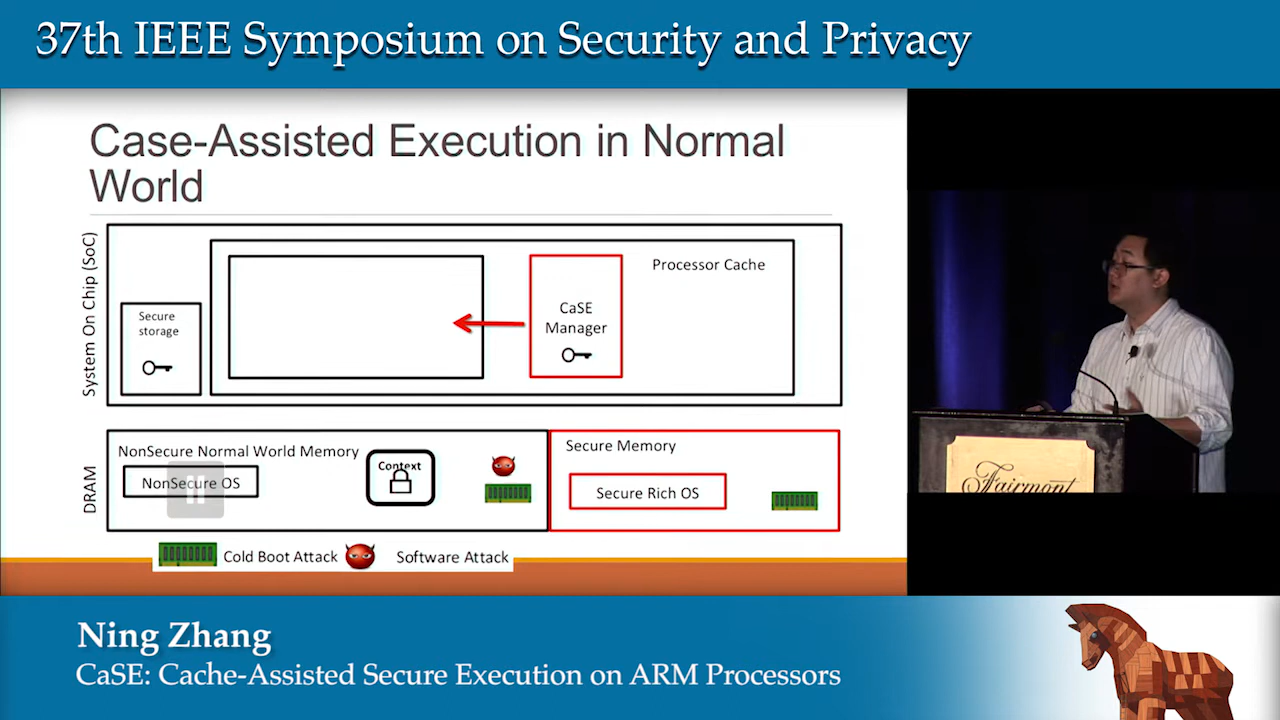 37th IEEE Symposium on Security and Privacy
Case-Assisted Execution in Normal
World
System On Chip (SoC)
Secure
storage
CaSE
Manager
Processor Cache
DRAM
NonSecure Normal World Memory
NonSecure OS
Context
Secure Memory
Secure Rich OS
Cold Boot Attack
Software Attack
Fairmont
Ning Zhang
CaSE: Cache-Assisted Secure Execution on ARM Processors